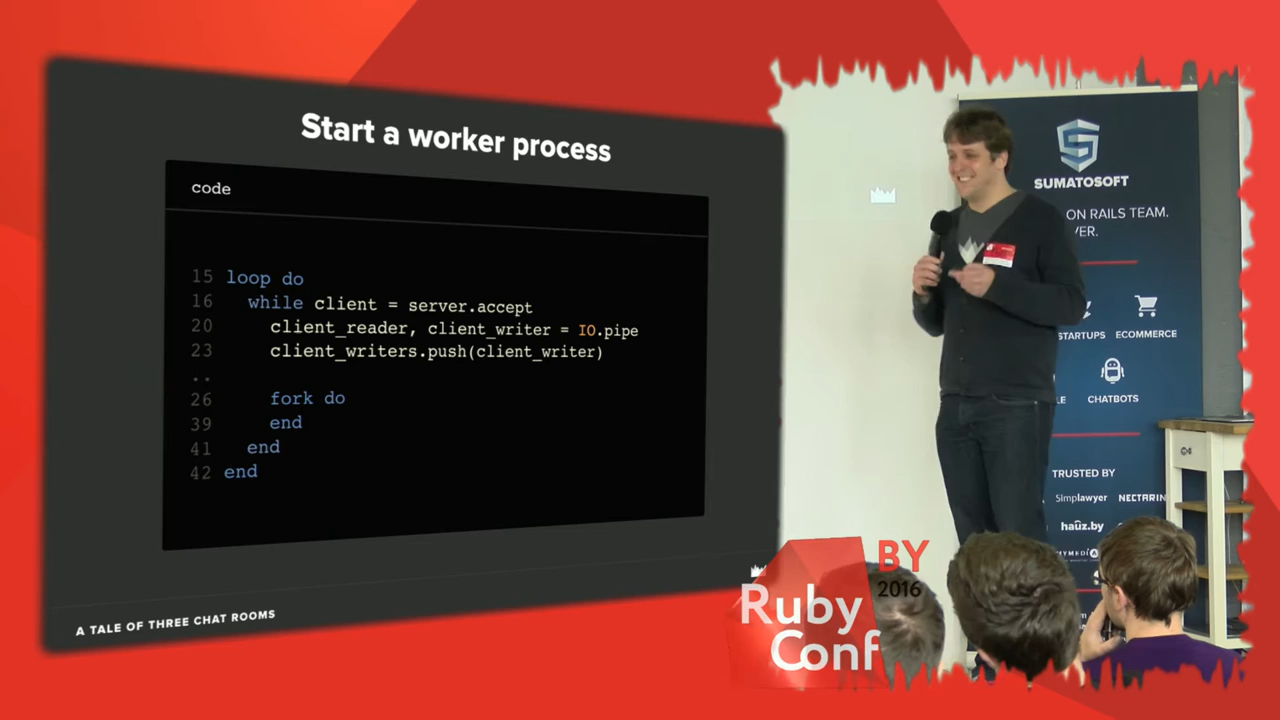 Start a worker process
code
15 loop do
16 while client = server.accept
20 client_reader, client_writer = IO.pipe
23 client_writers.push(client_writer)
..
26 fork do
39 end
41 end
42 end
A TALE OF THREE CHAT ROOMS
SUMATOSOFT
ON RAILS TEAM.
VER.
STARTUPS ECOMMERCE
LE CHATBOTS
TRUSTED BY
Simplawyer NECTARIN
haüz.by
BY
2016
Ruby
Conf